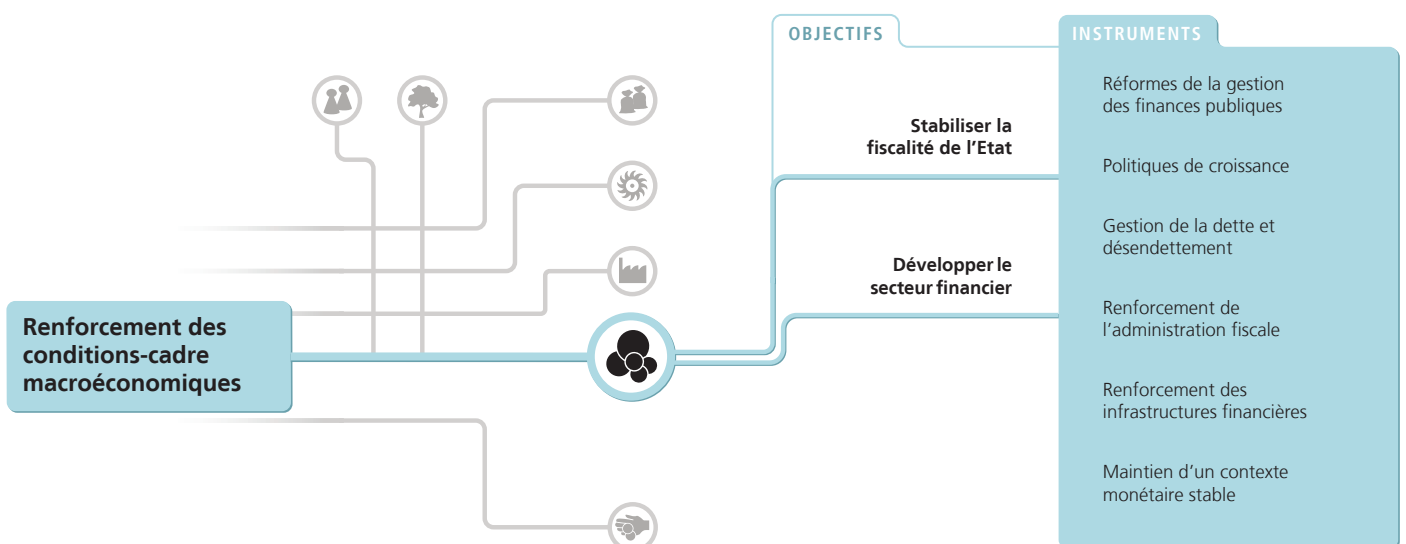 OBJECTIFS
INSTRUMENTS
Renforcement des
conditions-cadre
macroéconomiques
Stabiliser la
fiscalité de l'Etat
Développer le
secteur financier
Réformes de la gestion
des finances publiques
Politiques de croissance
Gestion de la dette et
désendettement
Renforcement de
l'administration fiscale
Renforcement des
infrastructures financières
Maintien d'un contexte
monétaire stable